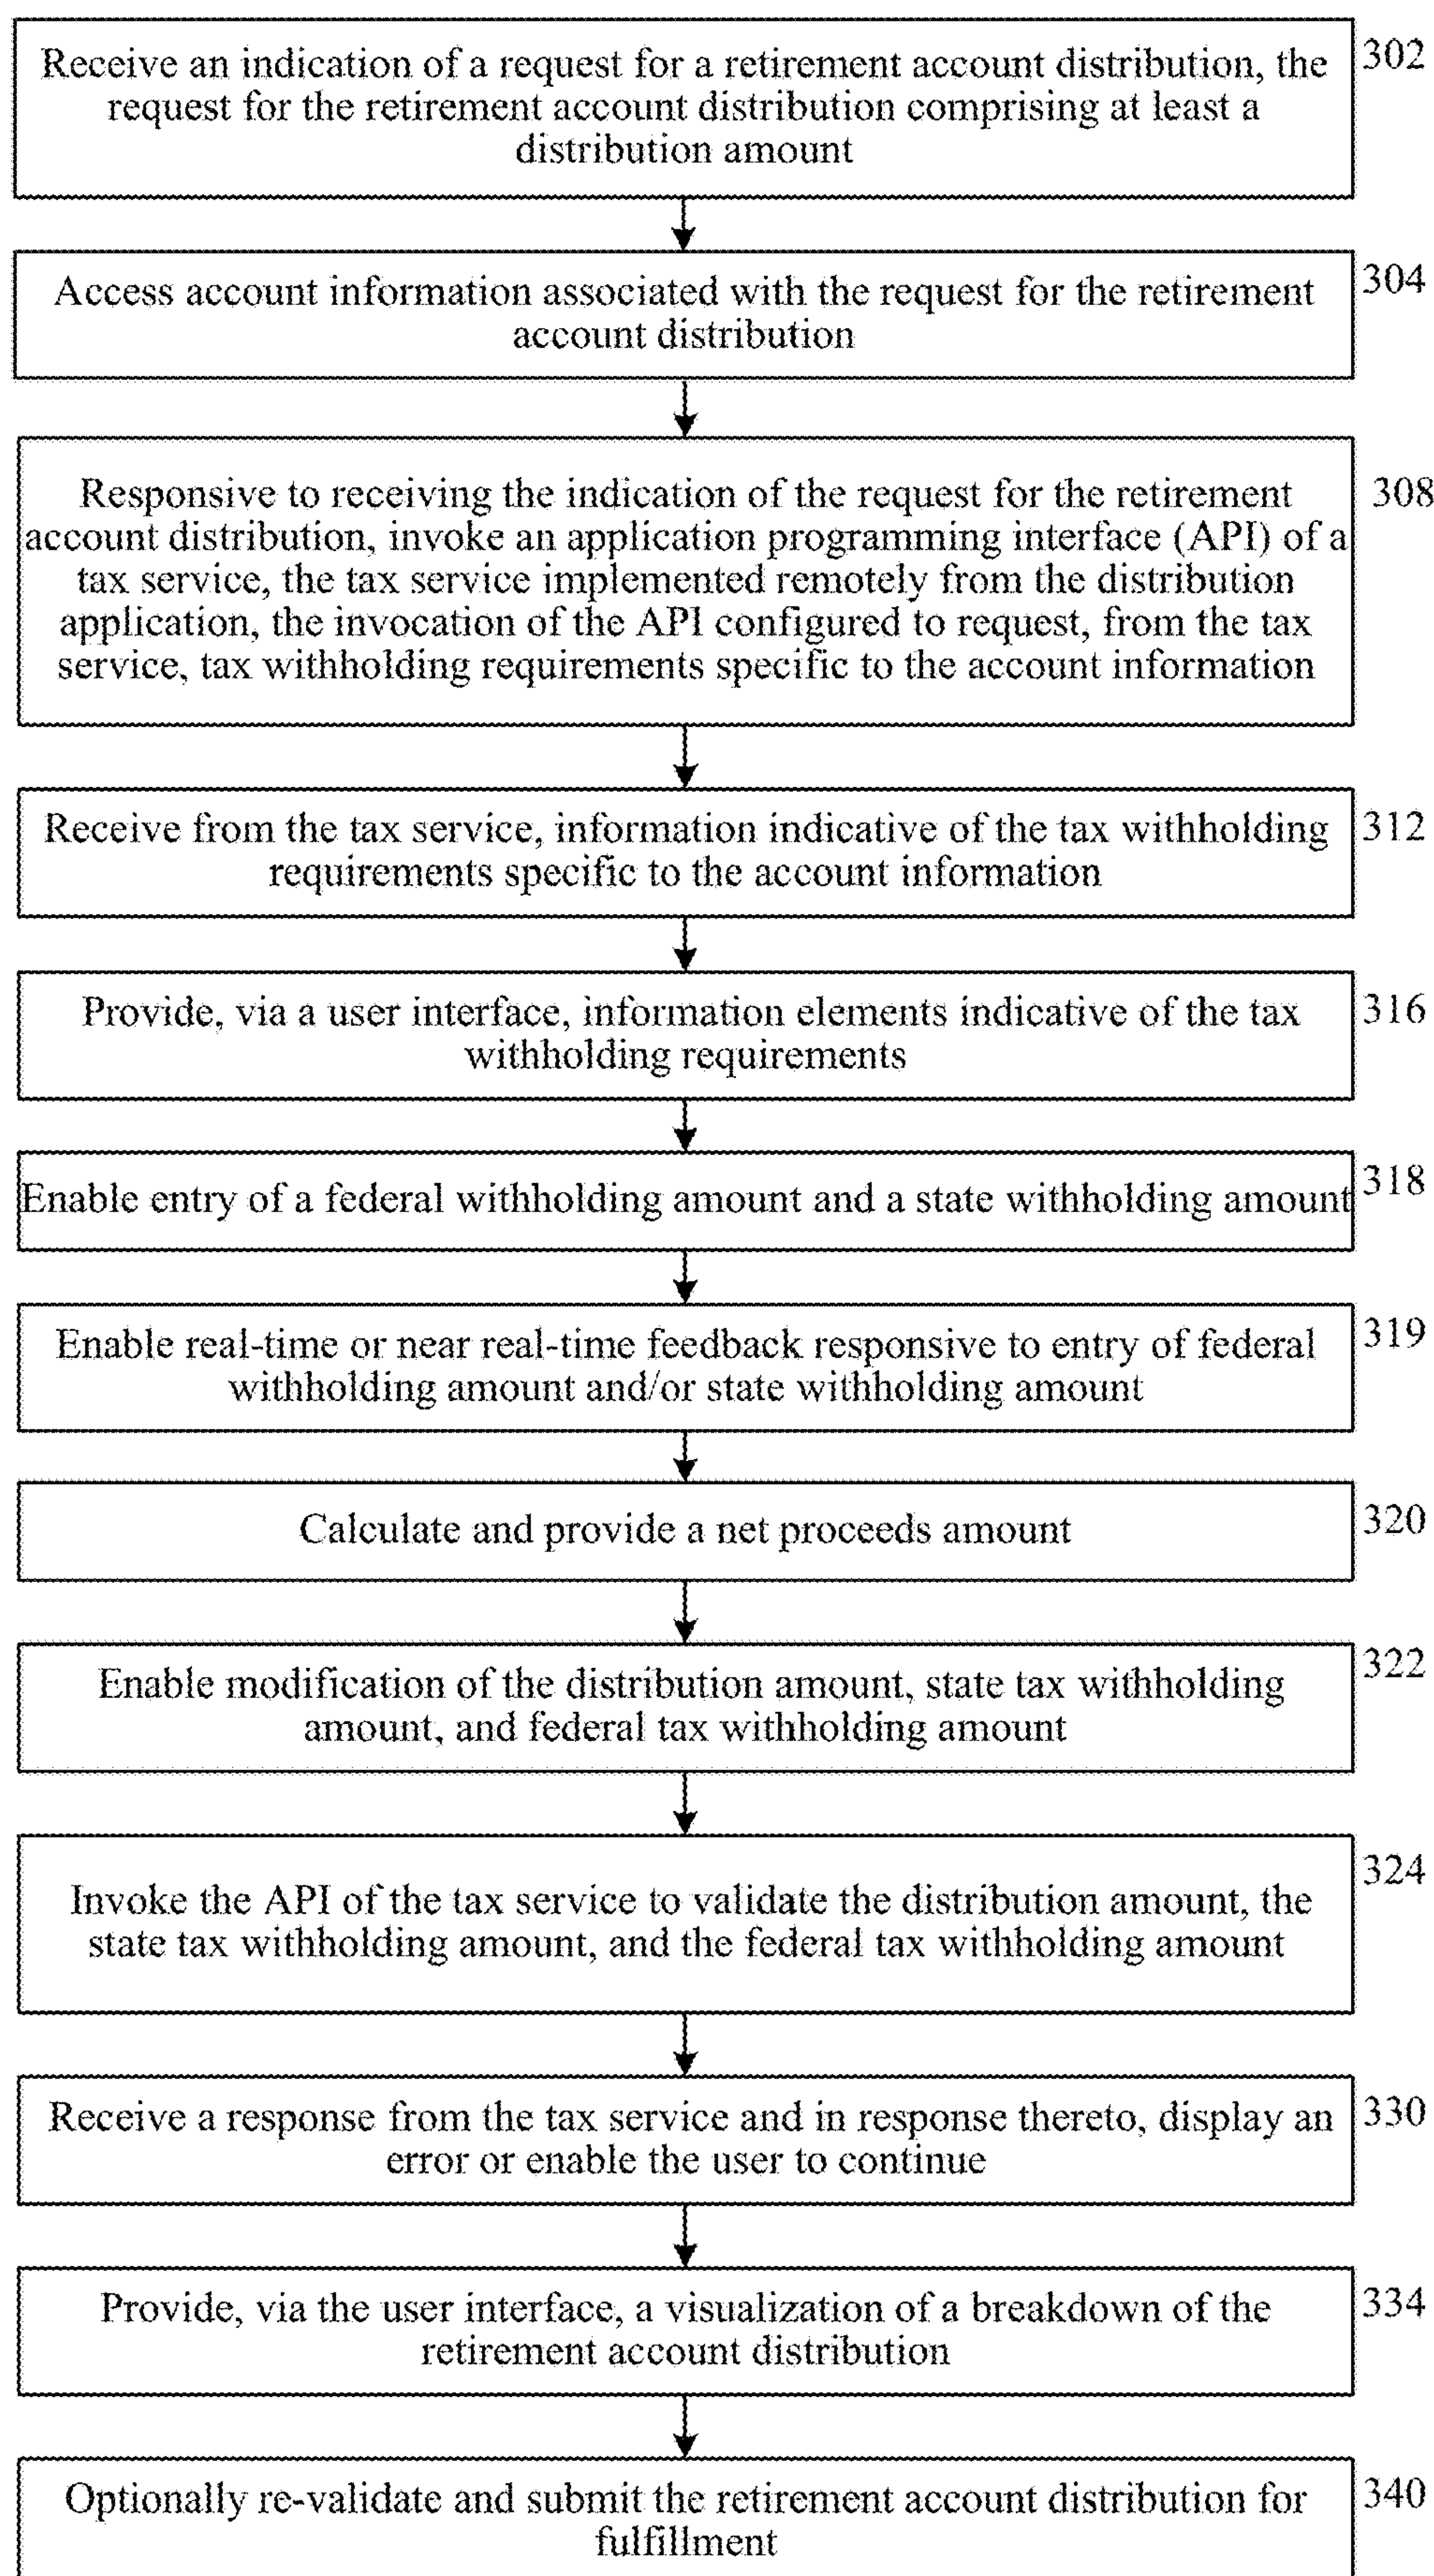 Receive an indication of a request for a retirement account distribution, the
request for the retirement account distribution comprising at least a
distribution amount
302
Access account information associated with the request for the retirement
account distribution
304
Responsive to receiving the indication of the request for the retirement
account distribution, invoke an application programming interface (API) of a
tax service, the tax service implemented remotely from the distribution
application, the invocation of the API configured to request, from the tax
service, tax withholding requirements specific to the account information
308
Receive from the tax service, information indicative of the tax withholding
requirements specific to the account information
312
Provide, via a user interface, information elements indicative of the tax
withholding requirements
316
Enable entry of a federal withholding amount and a state withholding amount
318
Enable real-time or near real-time feedback responsive to entry of federal
withholding amount and/or state withholding amount
319
Calculate and provide a net proceeds amount
320
Enable modification of the distribution amount, state tax withholding
amount, and federal tax withholding amount
322
Invoke the API of the tax service to validate the distribution amount, the
state tax withholding amount, and the federal tax withholding amount
324
Receive a response from the tax service and in response thereto, display an
error or enable the user to continue
330
Provide, via the user interface, a visualization of a breakdown of the
retirement account distribution
334
Optionally re-validate and submit the retirement account distribution for
fulfillment
340